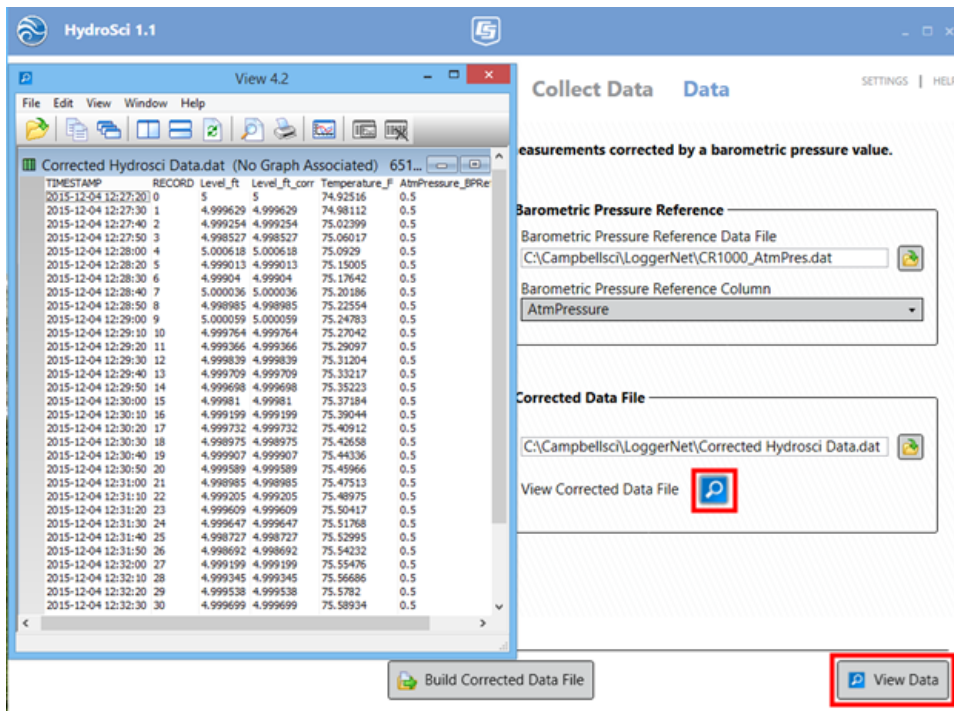 HydroSci 1.1
View 4.2
File Edit View Window Help
Corrected Hydrosci Data.dat (No Graph Associated) 651...
TIMESTAMP RECORD Level_ft Level_ft_corr Temperature_F AtmPressure_BPRe
2015-12-04 12:27:20 0 5 5 74.92516 0.5
2015-12-04 12:27:30 1 4.999629 4.999629 74.98112 0.5
2015-12-04 12:27:40 2 4.999254 4.999254 75.02399 0.5
2015-12-04 12:27:50 3 4.998527 4.998527 75.06017 0.5
2015-12-04 12:28:00 4 5.000618 5.000618 75.0929 0.5
2015-12-04 12:28:20 5 4.999013 4.999013 75.15005 0.5
2015-12-04 12:28:30 6 4.99904 4.99904 75.17642 0.5
2015-12-04 12:28:40 7 5.000036 5.000036 75.20186 0.5
2015-12-04 12:28:50 8 4.998985 4.998985 75.22554 0.5
2015-12-04 12:29:00 9 5.000059 5.000059 75.24783 0.5
2015-12-04 12:29:10 10 4.999764 4.999764 75.27042 0.5
2015-12-04 12:29:20 11 4.999366 4.999366 75.29097 0.5
2015-12-04 12:29:30 12 4.999839 4.999839 75.31204 0.5
2015-12-04 12:29:40 13 4.999709 4.999709 75.33217 0.5
2015-12-04 12:29:50 14 4.999698 4.999698 75.35223 0.5
2015-12-04 12:30:00 15 4.99981 4.99981 75.37184 0.5
2015-12-04 12:30:10 16 4.999199 4.999199 75.39044 0.5
2015-12-04 12:30:20 17 4.999732 4.999732 75.40912 0.5
2015-12-04 12:30:30 18 4.998975 4.998975 75.42658 0.5
2015-12-04 12:30:40 19 4.999907 4.999907 75.44336 0.5
2015-12-04 12:30:50 20 4.999589 4.999589 75.45966 0.5
2015-12-04 12:31:00 21 4.998985 4.998985 75.47513 0.5
2015-12-04 12:31:10 22 4.999205 4.999205 75.48975 0.5
2015-12-04 12:31:20 23 4.999609 4.999609 75.50417 0.5
2015-12-04 12:31:30 24 4.999647 4.999647 75.51768 0.5
2015-12-04 12:31:40 25 4.998727 4.998727 75.52995 0.5
2015-12-04 12:31:50 26 4.998692 4.998692 75.54232 0.5
2015-12-04 12:32:00 27 4.999199 4.999199 75.55476 0.5
2015-12-04 12:32:10 28 4.999345 4.999345 75.56686 0.5
2015-12-04 12:32:20 29 4.999538 4.999538 75.5782 0.5
2015-12-04 12:32:30 30 4.999699 4.999699 75.58934 0.5
Collect Data Data SETTINGS | HELP
easurements corrected by a barometric pressure value.
Barometric Pressure Reference
Barometric Pressure Reference Data File
C:\Campbellsci\LoggerNet\CR1000_AtmPres.dat
Barometric Pressure Reference Column
AtmPressure
Corrected Data File
C:\Campbellsci\LoggerNet\Corrected Hydrosci Data.dat
View Corrected Data File
Build Corrected Data File
View Data